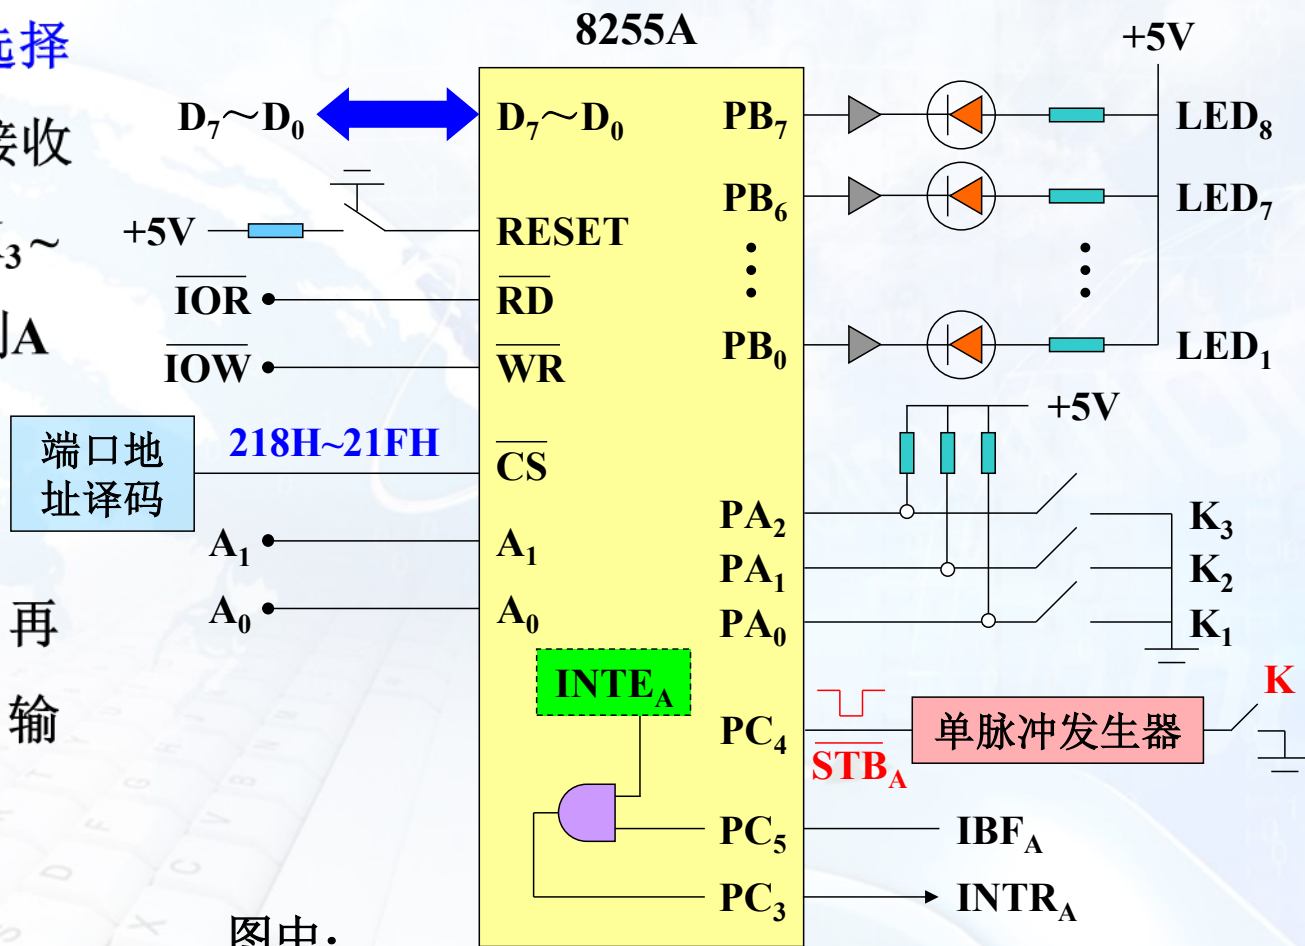 选择
接收
3~
A
再
输
图中:
8255A
D7~D0
+5V
IOR
IOW
端口地
址译码
218H~21FH
A1
A0
D7~D0
RESET
RD
WR
CS
A1
A0
INTEA
PB7
PB6
PB0
PA2
PA1
PA0
PC4
PC5
PC3
+5V
LED8
LED7
LED1
+5V
K3
K2
K1
K
STBA
单脉冲发生器
IBFA
INTRA